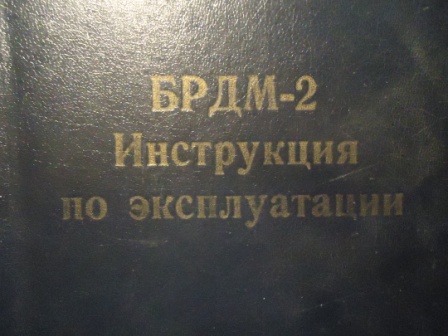 БРДМ-2
Инструкция
по эксплуатации